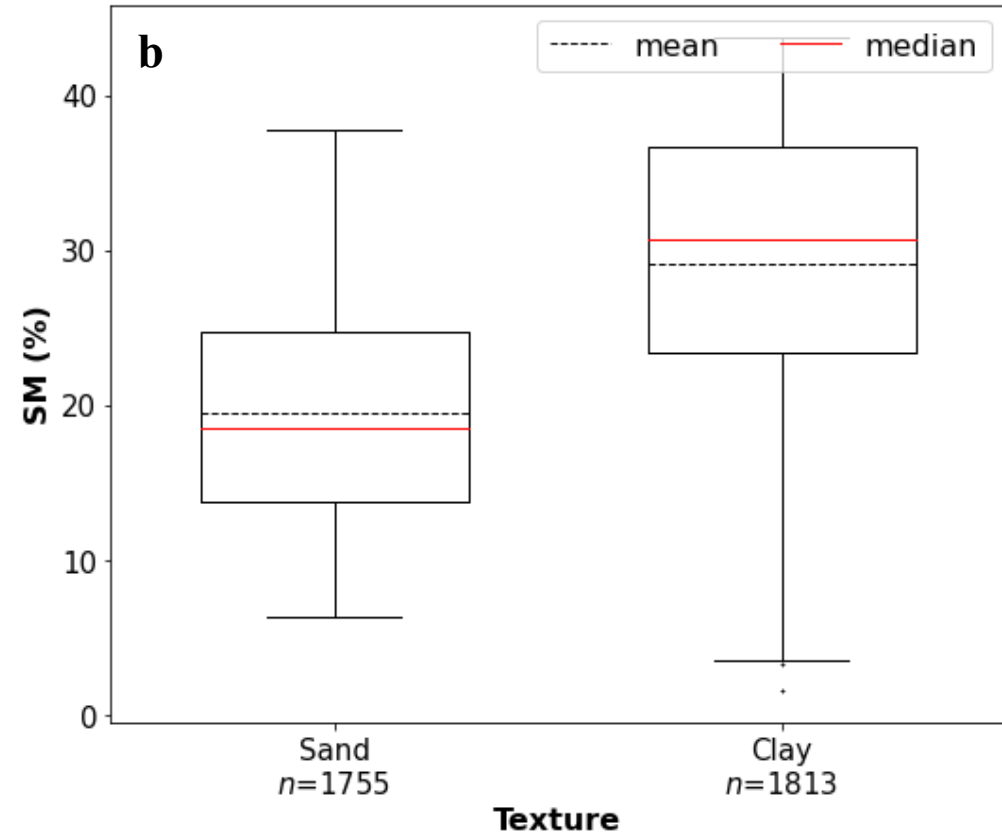 b
mean median
40
30
20
10
0
SM (%)
Sand Clay
n=1755 n=1813
Texture